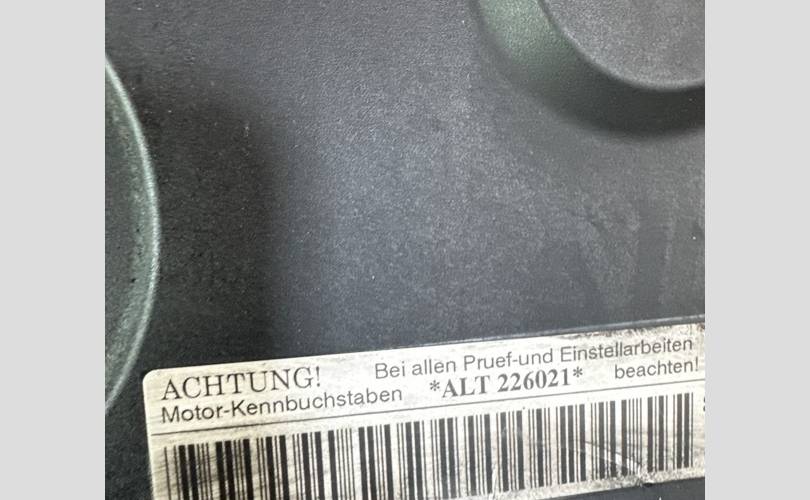 ACHTUNG! Bei allen Pruef-und Einstellarbeiten
Motor-Kennbuchstaben *ALT 226021* beachten!